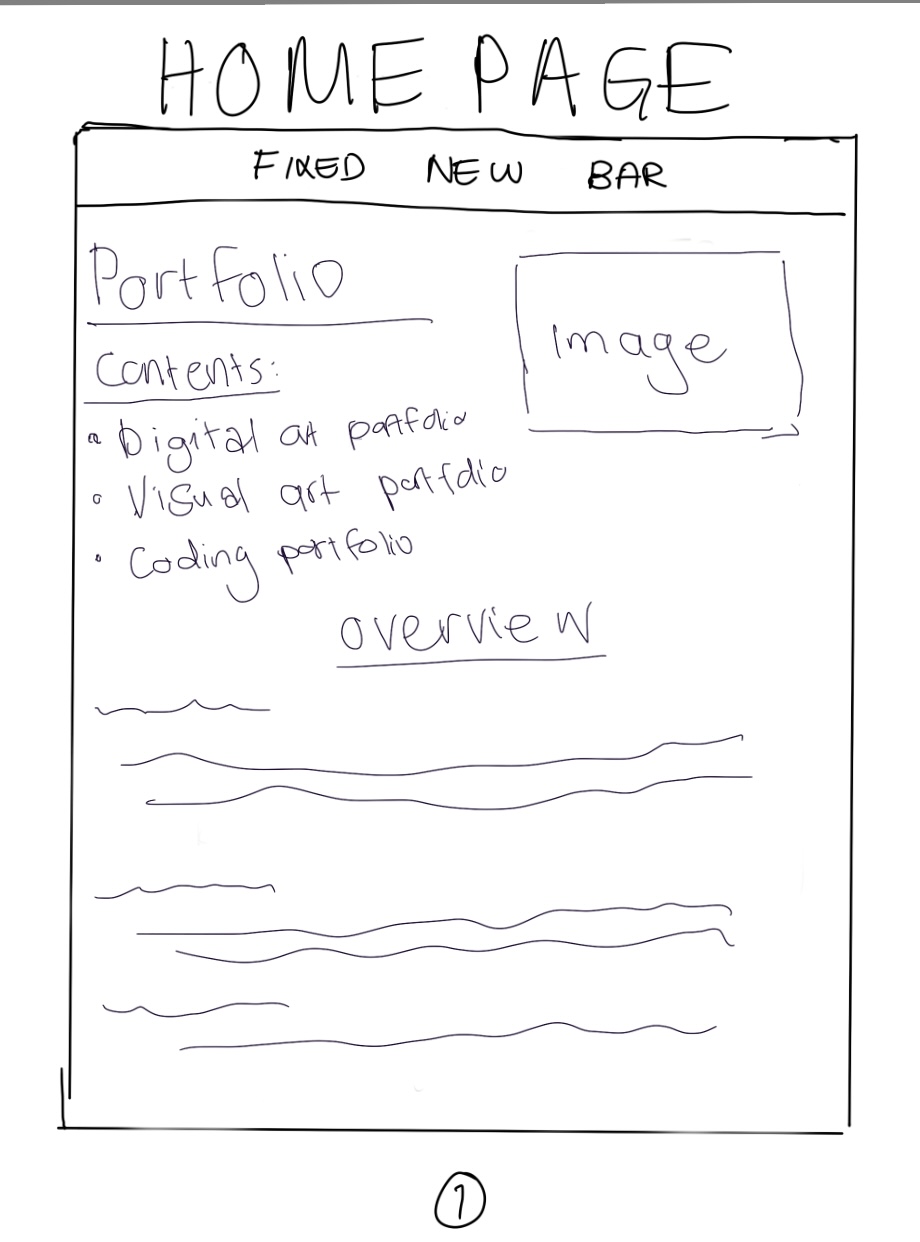 HOME PAGE
FIXED NEW BAR
Portfolio
Image
Contents:
Digital art portfolio
Visual art portfolio
Coding portfolio
overview
1